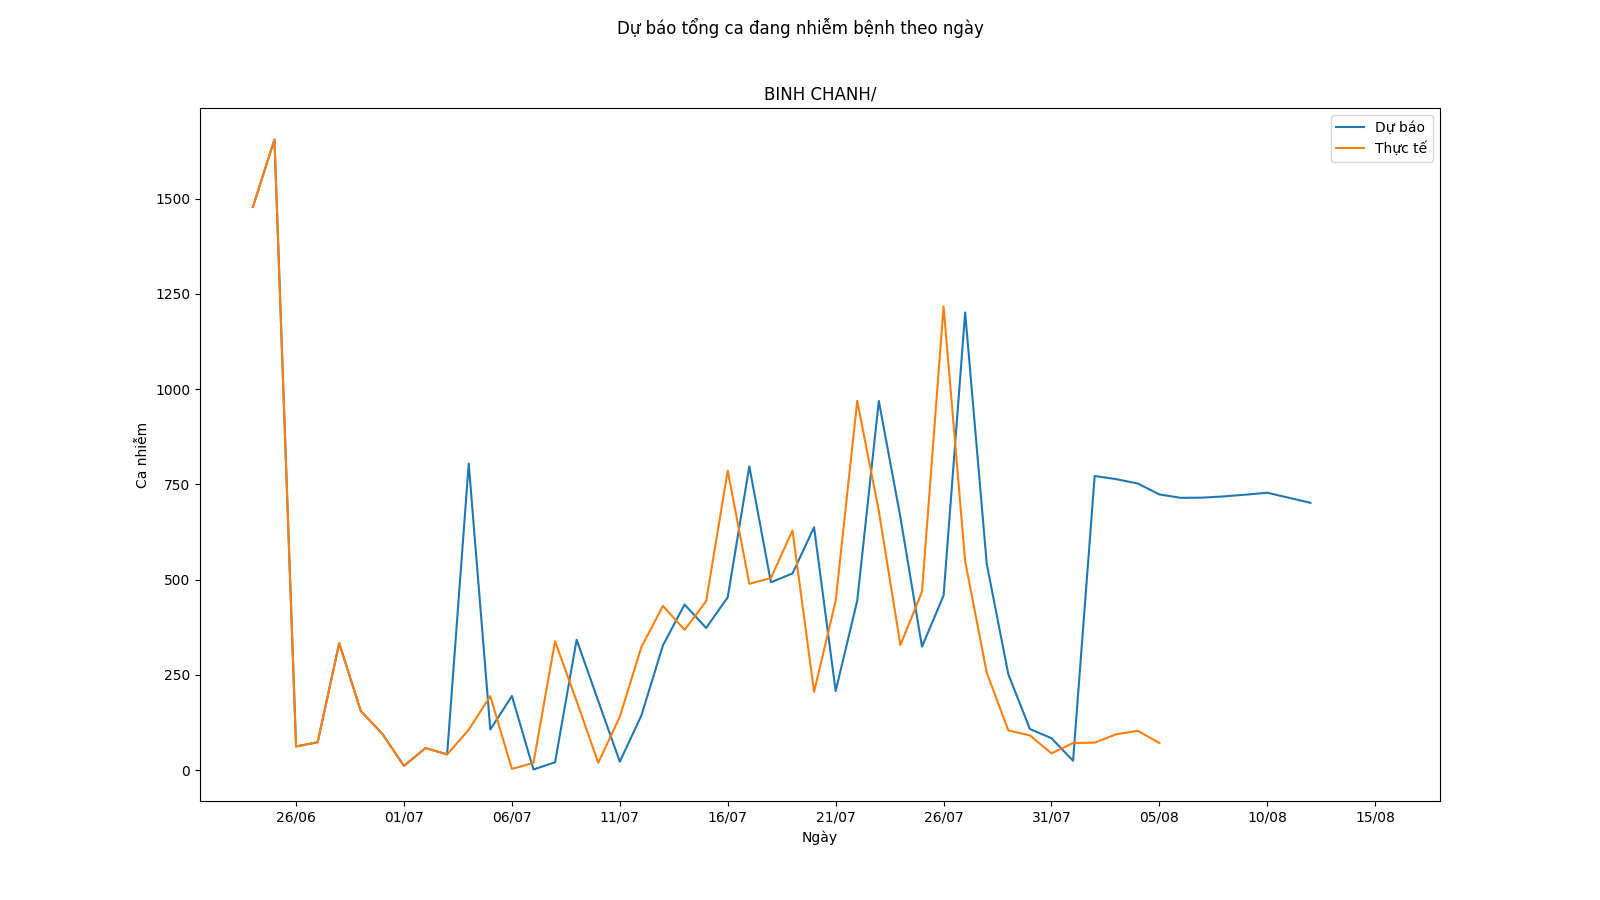 Dự báo tổng ca đang nhiễm bệnh theo ngày
BINH CHANH/
Dự báo
Thực tế
1500
1250
1000
750
500
250
0
Ca nhiễm
26/06 01/07 06/07 11/07 16/07 21/07 26/07 31/07 05/08 10/08 15/08
Ngày